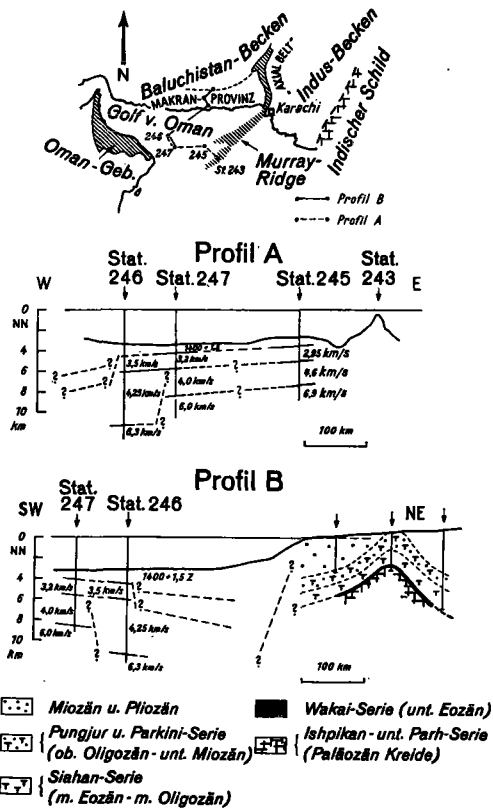 N
Baluchistan-Becken
AXIAL BELT
Indus-Becken
Indischer Schild
MAKRAN-PROVINZ
Karachi
Golf v. Oman
Oman-Geb.
246
247
245
St. 243
Murray-Ridge
Profil B
Profil A
Profil A
W
Stat. 246
Stat. 247
Stat. 245
Stat. 243
E
0
NN
4
6
8
10
km
1400 + 1,5
3,5 km/s
3,2 km/s
2,95 km/s
4,25 km/s
4,0 km/s
4,6 km/s
6,0 km/s
6,9 km/s
6,3 km/s
?
?
?
?
100 km
Profil B
SW
Stat. 247
Stat. 246
NE
0
NN
4
6
8
10
km
1400 + 1,5 Z
3,2 km/s
3,5 km/s
4,0 km/s
4,25 km/s
6,0 km/s
6,3 km/s
?
?
?
?
?
100 km
Miozän u. Pliozän
Pungjur u. Parkini-Serie
(ob. Oligozän - unt. Miozän)
Siahan-Serie
(m. Eozän - m. Oligozän)
Wakai-Serie (unt. Eozän)
Ishpikan - unt. Parh-Serie
(Paläozän Kreide)